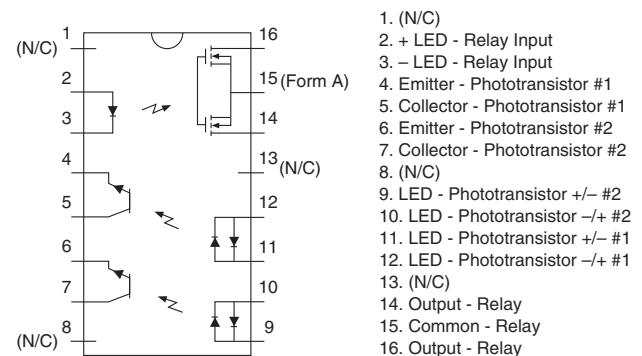 1
(N/C)
16
2
15 (Form A)
3
14
4
13
(N/C)
5
12
6
11
7
10
8
(N/C)
9
1. (N/C)
2. + LED - Relay Input
3. – LED - Relay Input
4. Emitter - Phototransistor #1
5. Collector - Phototransistor #1
6. Emitter - Phototransistor #2
7. Collector - Phototransistor #2
8. (N/C)
9. LED - Phototransistor +/– #2
10. LED - Phototransistor –/+ #2
11. LED - Phototransistor +/– #1
12. LED - Phototransistor –/+ #1
13. (N/C)
14. Output - Relay
15. Common - Relay
16. Output - Relay